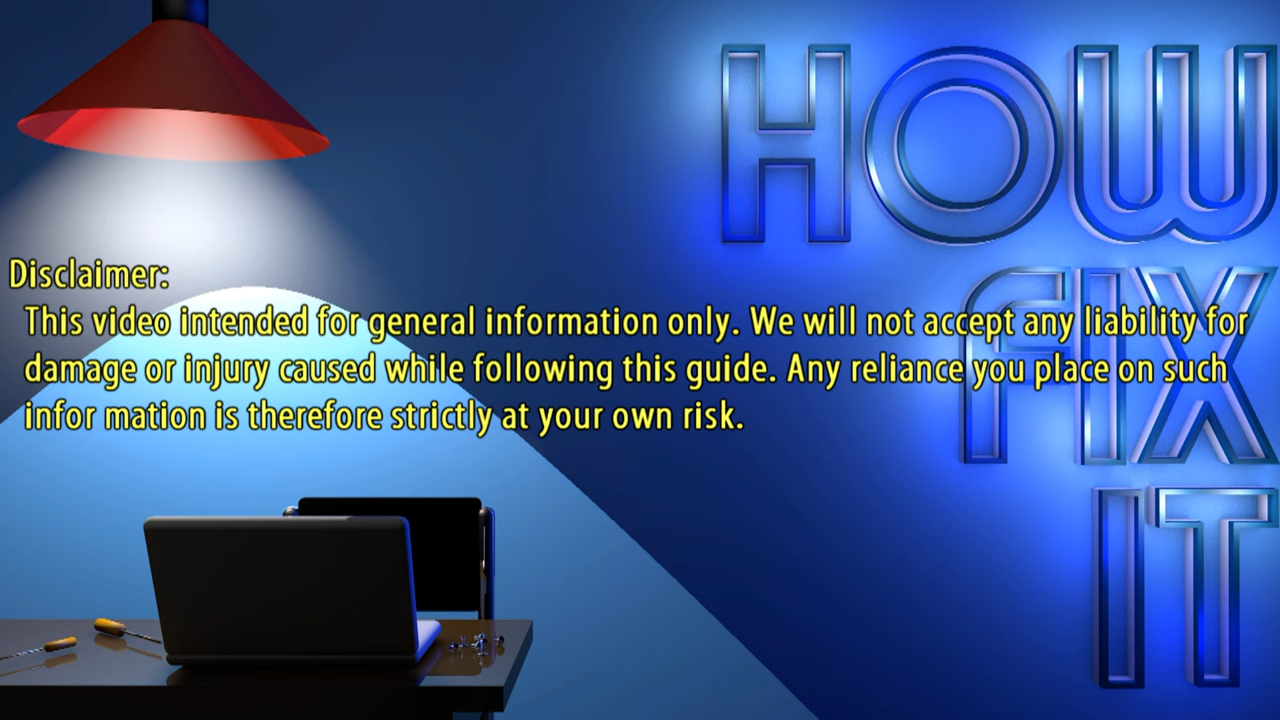 HOW
FIX
IT
Disclaimer:
This video intended for general information only. We will not accept any liability for
damage or injury caused while following this guide. Any reliance you place on such
infor mation is therefore strictly at your own risk.